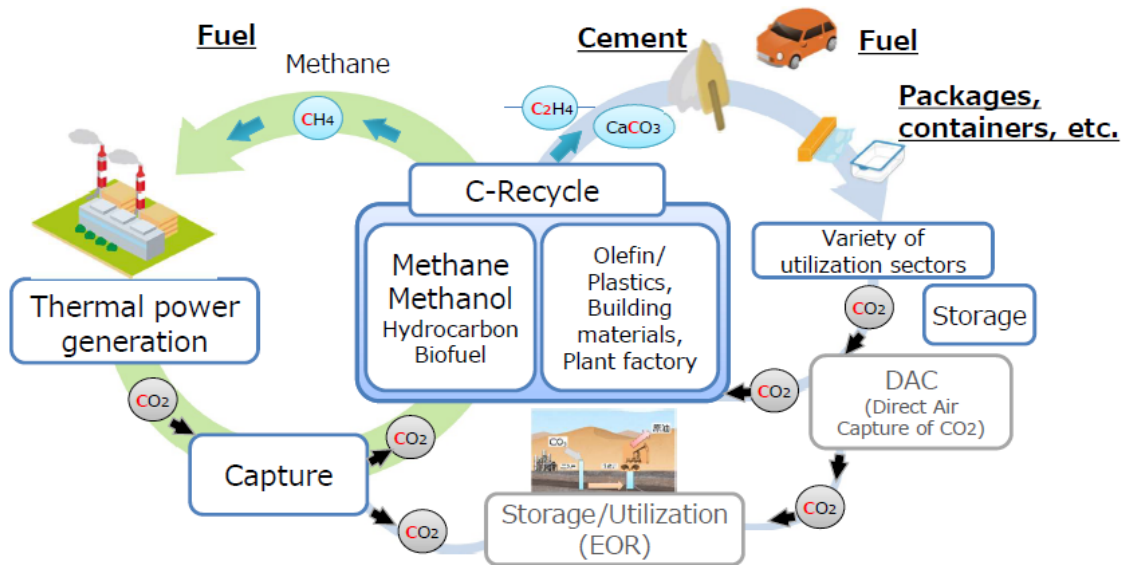 Fuel
Methane
CH4
Cement
Fuel
C2H4
CaCO3
Packages,
containers, etc.
C-Recycle
Methane
Methanol
Hydrocarbon
Biofuel
Olefin/
Plastics,
Building
materials,
Plant factory
Variety of
utilization sectors
Thermal power
generation
CO2
Storage
CO2
CO2
DAC
(Direct Air
Capture of CO2)
CO2
Capture
CO2
原油
CO2
Storage/Utilization
(EOR)
CO2